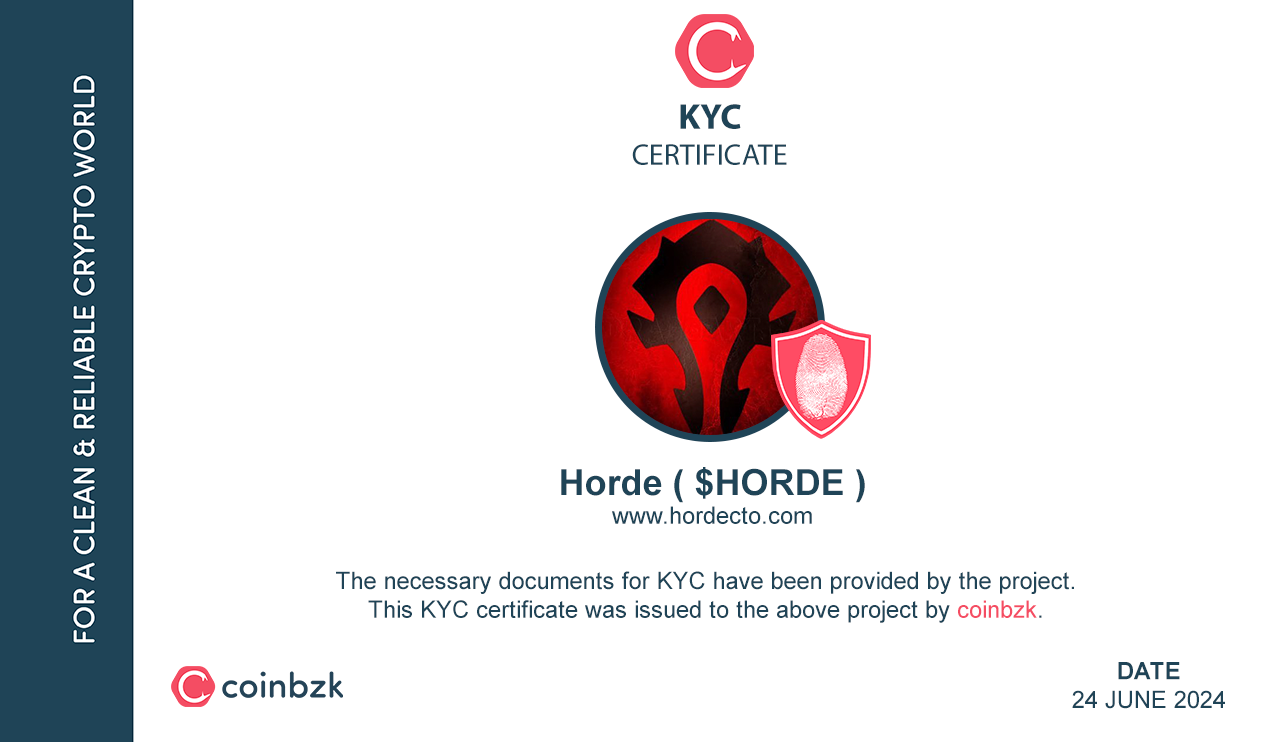 FOR A CLEAN & RELIABLE CRYPTO WORLD
KYC
CERTIFICATE
Horde ( $HORDE )
www.hordecto.com
The necessary documents for KYC have been provided by the project.
This KYC certificate was issued to the above project by coinbzk.
coinbzk
DATE
24 JUNE 2024